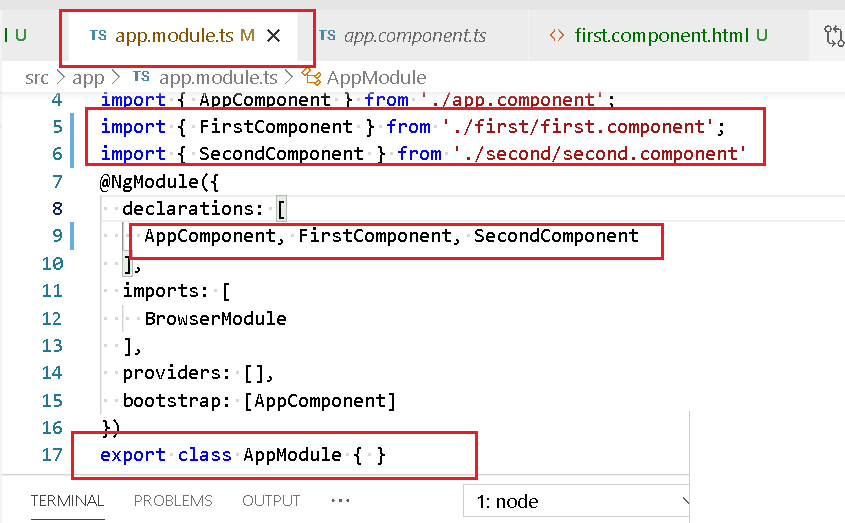 l U TS app.module.ts M × TS app.component.ts <> first.component.html U
src > app > TS app.module.ts > AppModule
4 import { AppComponent } from './app.component';
5 import { FirstComponent } from './first/first.component';
6 import { SecondComponent } from './second/second.component'
7 @NgModule({
8 declarations: [
9 AppComponent, FirstComponent, SecondComponent
10 ],
11 imports: [
12 BrowserModule
13 ],
14 providers: [],
15 bootstrap: [AppComponent]
16 })
17 export class AppModule { }
TERMINAL PROBLEMS OUTPUT ··· 1: node